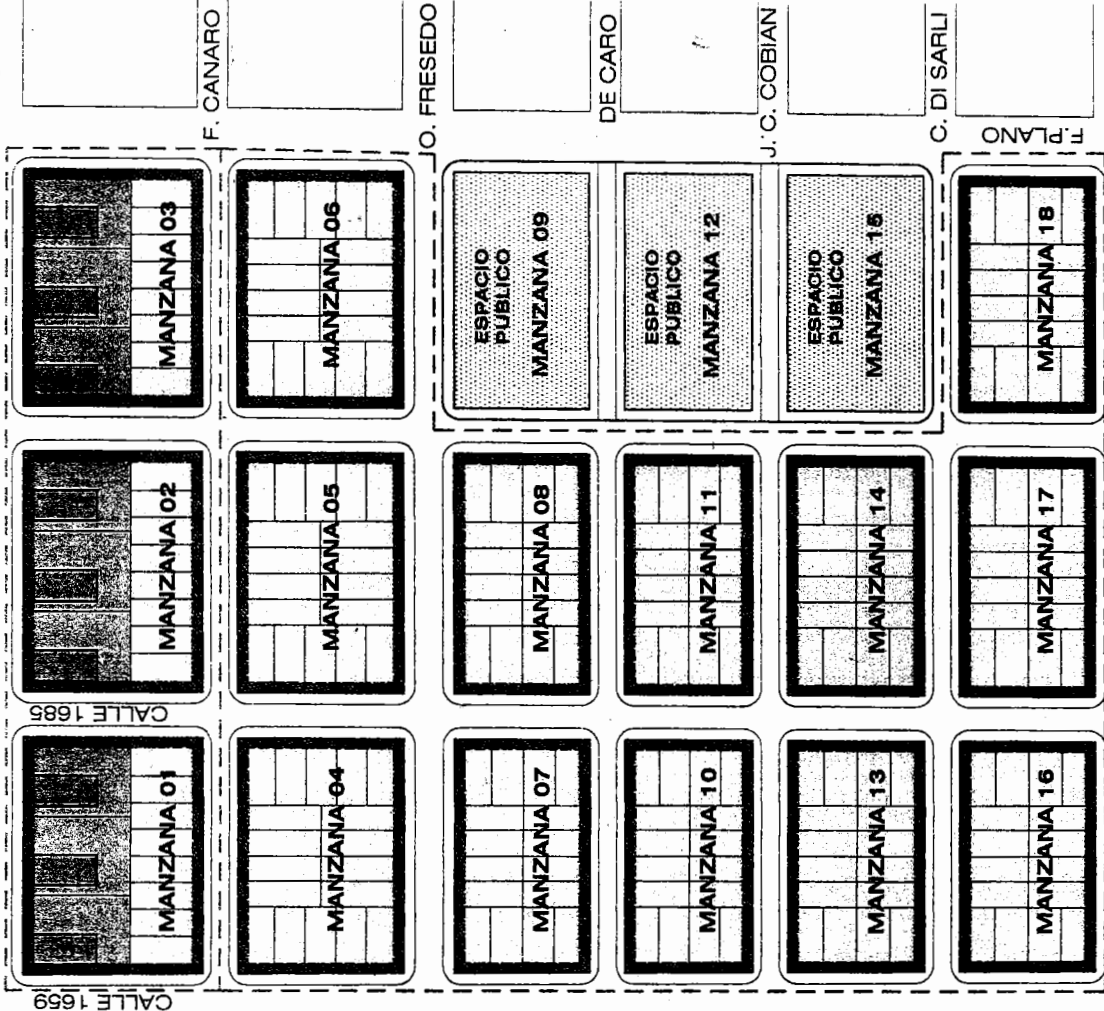 F. CANARO
O. FRESEDO
DE CARO
J. C. COBIAN
C. DI SARLI
F. PLANO
MANZANA 03
MANZANA 06
ESPACIO
PUBLICO
MANZANA 09
ESPACIO
PUBLICO
MANZANA 12
ESPACIO
PUBLICO
MANZANA 15
MANZANA 18
MANZANA 02
MANZANA 05
MANZANA 08
MANZANA 11
MANZANA 14
MANZANA 17
CALLE 1685
MANZANA 01
MANZANA 04
MANZANA 07
MANZANA 10
MANZANA 13
MANZANA 16
CALLE 1659